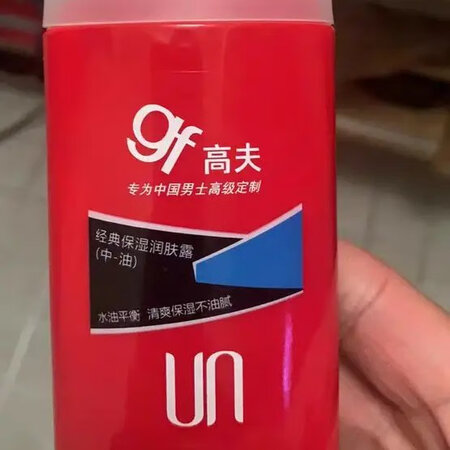 gf 高夫
专为中国男士高级定制
经典保湿润肤露
(中-油)
水油平衡 清爽保湿不油腻
Un